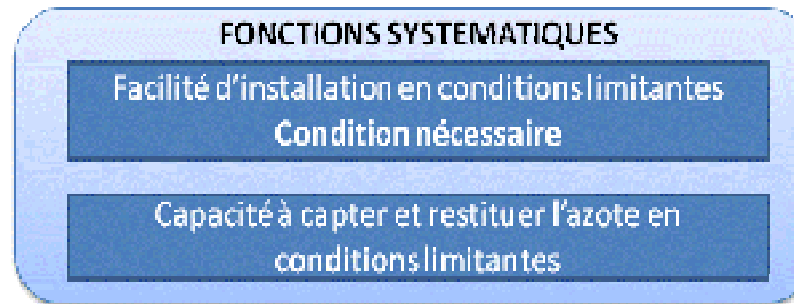 FONCTIONS SYSTEMATIQUES
Facilité d'installation en conditions limitantes
Condition nécessaire
Capacité à capter et restituer l'azote en
conditions limitantes